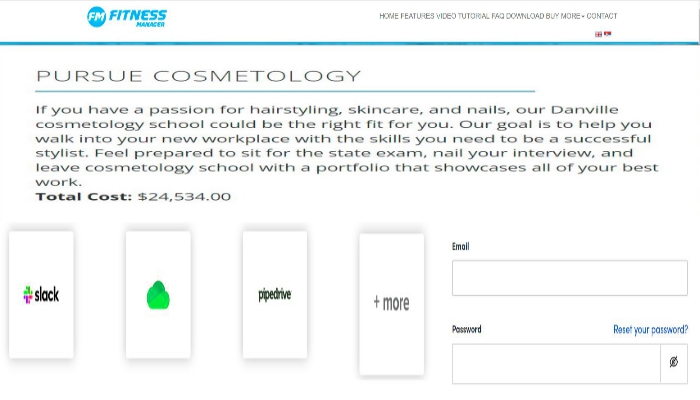 FM FITNESS
MANAGER
HOME FEATURES VIDEO TUTORIAL FAQ DOWNLOAD BUY MORE CONTACT
PURSUE COSMETOLOGY
If you have a passion for hairstyling, skincare, and nails, our Danville
cosmetology school could be the right fit for you. Our goal is to help you
walk into your new workplace with the skills you need to be a successful
stylist. Feel prepared to sit for the state exam, nail your interview, and
leave cosmetology school with a portfolio that showcases all of your best
work.
Total Cost: $24,534.00
slack
pipedrive
+ more
Email
Password Reset your password?